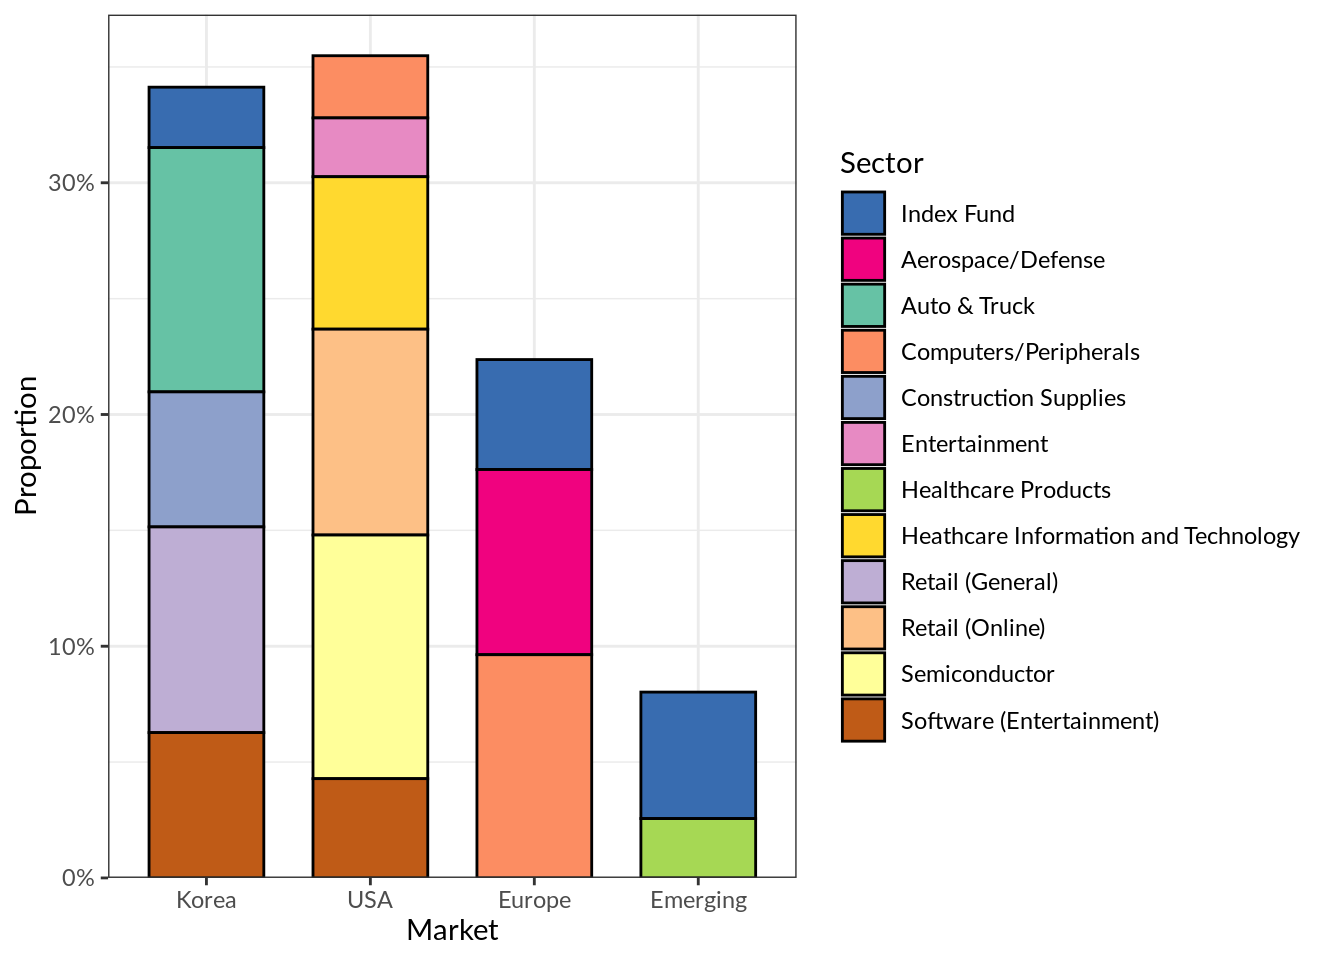 Proportion
30%
20%
10%
0%
Korea
USA
Europe
Emerging
Market
Sector
Index Fund
Aerospace/Defense
Auto & Truck
Computers/Peripherals
Construction Supplies
Entertainment
Healthcare Products
Heathcare Information and Technology
Retail (General)
Retail (Online)
Semiconductor
Software (Entertainment)